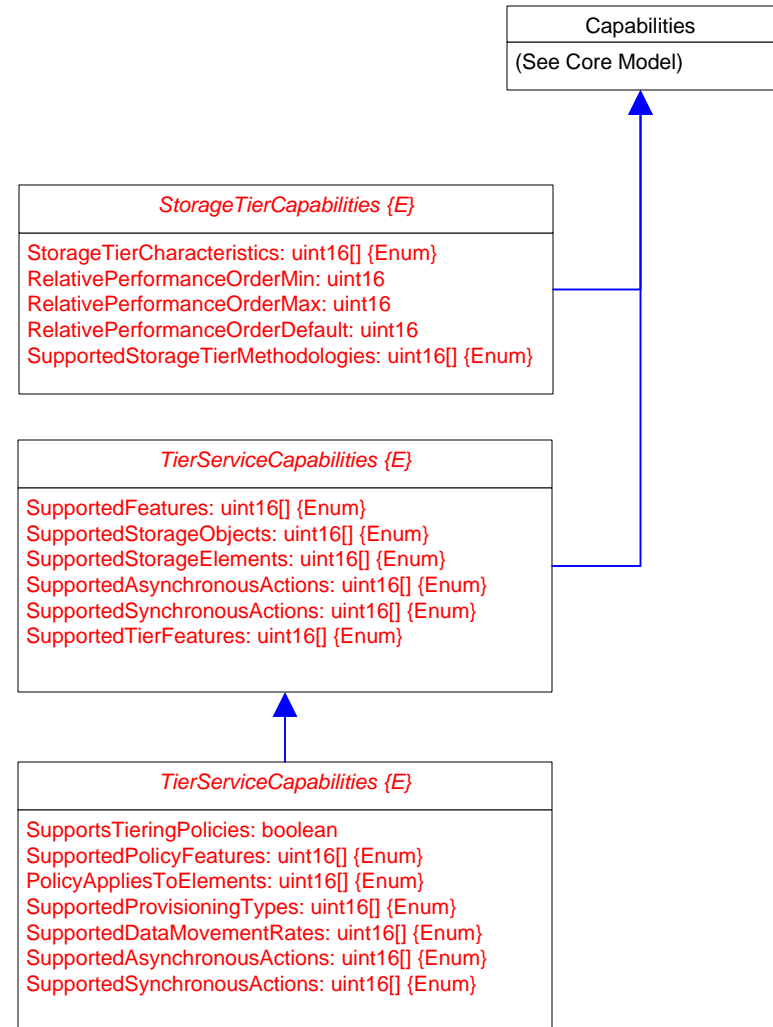 Capabilities
(See Core Model)
StorageTierCapabilities {E}
StorageTierCharacteristics: uint16[] {Enum}
RelativePerformanceOrderMin: uint16
RelativePerformanceOrderMax: uint16
RelativePerformanceOrderDefault: uint16
SupportedStorageTierMethodologies: uint16[] {Enum}
TierServiceCapabilities {E}
SupportedFeatures: uint16[] {Enum}
SupportedStorageObjects: uint16[] {Enum}
SupportedStorageElements: uint16[] {Enum}
SupportedAsynchronousActions: uint16[] {Enum}
SupportedSynchronousActions: uint16[] {Enum}
SupportedTierFeatures: uint16[] {Enum}
TierServiceCapabilities {E}
SupportsTieringPolicies: boolean
SupportedPolicyFeatures: uint16[] {Enum}
PolicyAppliesToElements: uint16[] {Enum}
SupportedProvisioningTypes: uint16[] {Enum}
SupportedDataMovementRates: uint16[] {Enum}
SupportedAsynchronousActions: uint16[] {Enum}
SupportedSynchronousActions: uint16[] {Enum}